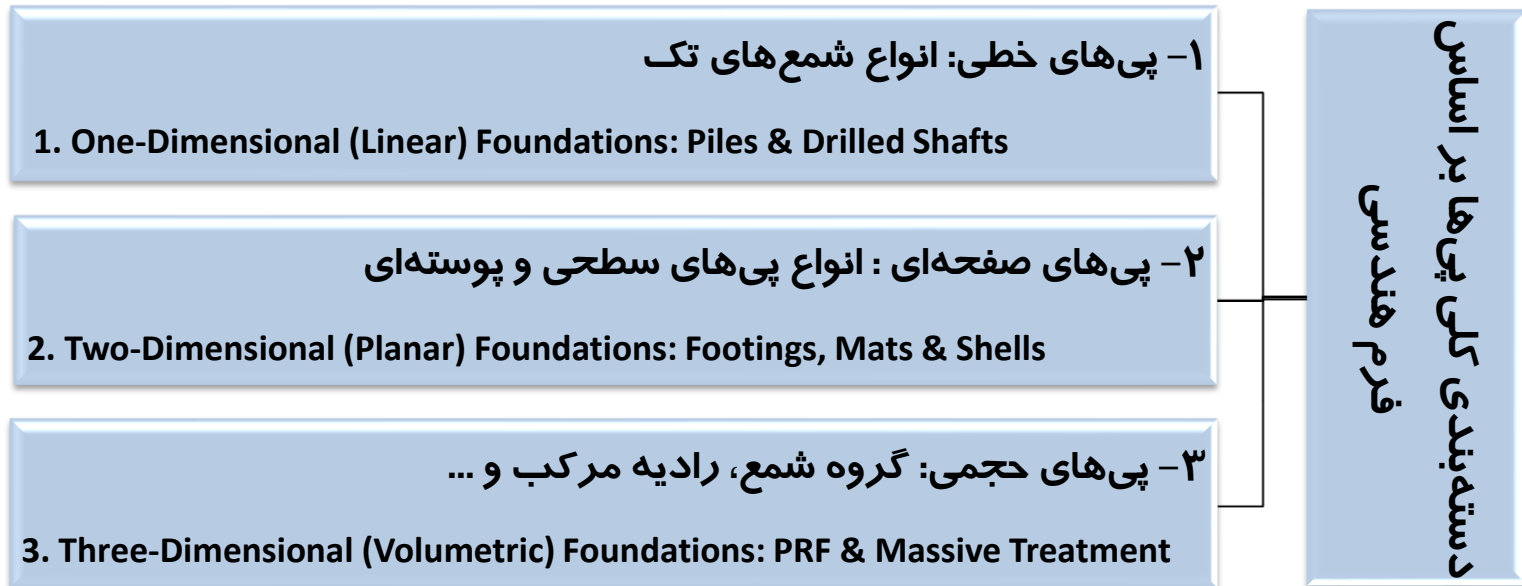 دسته‌بندی کلی پی‌ها بر اساس
فرم هندسی
۱- پی‌های خطی: انواع شمع‌های تک
1. One-Dimensional (Linear) Foundations: Piles & Drilled Shafts
۲- پی‌های صفحه‌ای : انواع پی‌های سطحی و پوسته‌ای
2. Two-Dimensional (Planar) Foundations: Footings, Mats & Shells
۳- پی‌های حجمی: گروه شمع، رادیه مرکب و ...
3. Three-Dimensional (Volumetric) Foundations: PRF & Massive Treatment